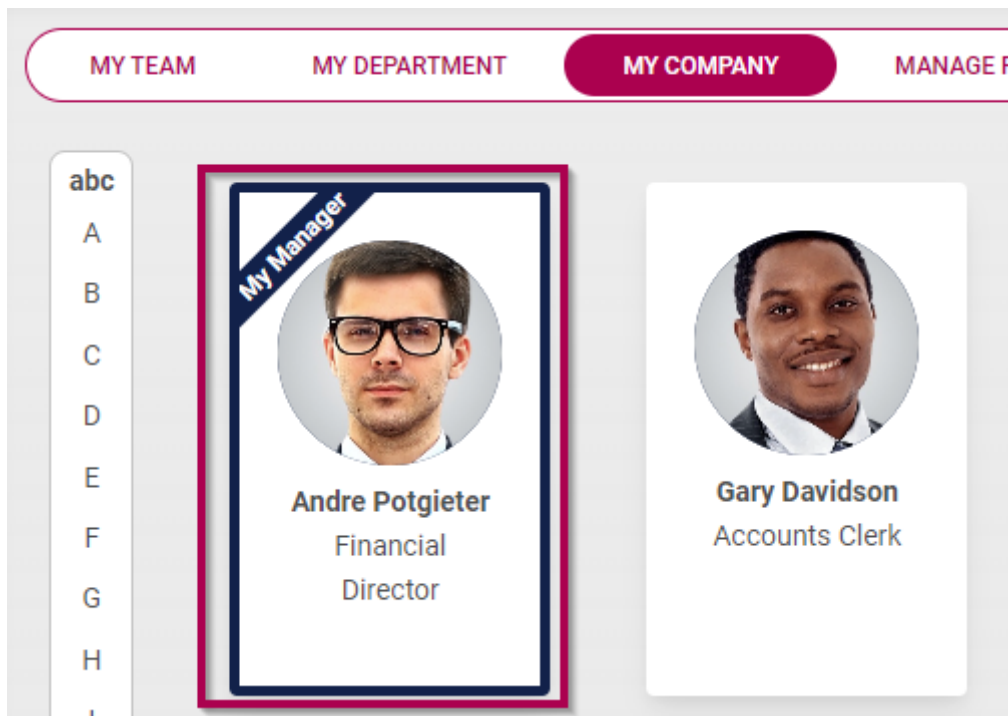 MY TEAM MY DEPARTMENT MY COMPANY MANAGE
abc
A
B
C
D
E
F
G
H
My Manager
Andre Potgieter
Financial
Director
Gary Davidson
Accounts Clerk